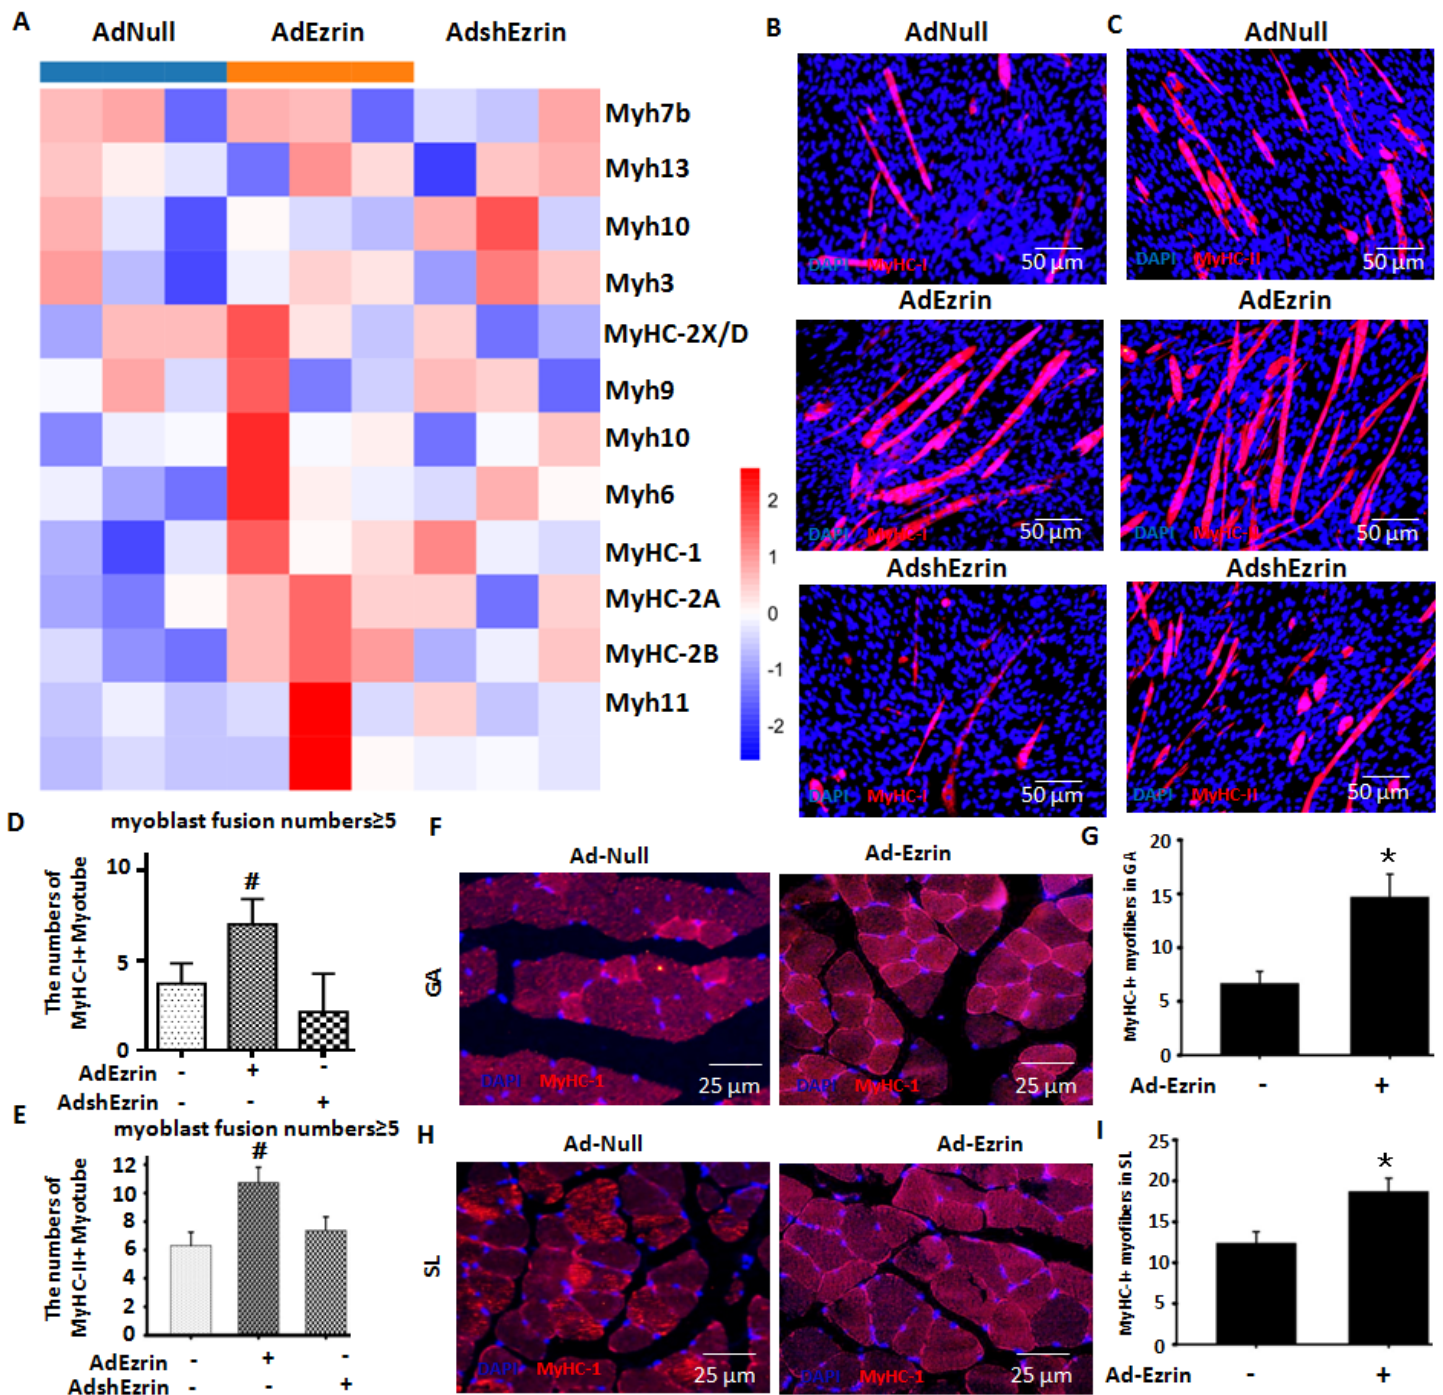 A
AdNull AdEzrin AdshEzrin
Myh7b
Myh13
Myh10
Myh3
MyHC-2X/D
Myh9
Myh10
Myh6
MyHC-1
MyHC-2A
MyHC-2B
Myh11
2
1
0
-1
-2
B
AdNull
DAPI MyHC-I 50 μm
AdEzrin
DAPI MyHC-I 50 μm
AdshEzrin
DAPI MyHC-I 50 μm
C
AdNull
DAPI MyHC-II 50 μm
AdEzrin
DAPI MyHC-II 50 μm
AdshEzrin
DAPI MyHC-II 50 μm
D
myoblast fusion numbers≥5
The numbers of
MyHC-I+ Myotube
10
5
0
#
AdEzrin - + -
AdshEzrin - - +
E
myoblast fusion numbers≥5
The numbers of
MyHC-II+ Myotube
12
10
8
6
4
2
0
#
AdEzrin - + -
AdshEzrin - - +
F
Ad-Null Ad-Ezrin
GA
DAPI MyHC-1 25 μm
DAPI MyHC-1 25 μm
G
MyHC-I+ myofibers in GA
20
15
10
5
0
*
Ad-Ezrin - +
H
Ad-Null Ad-Ezrin
SL
DAPI MyHC-1 25 μm
DAPI MyHC-1 25 μm
I
MyHC-I+ myofibers in SL
25
20
15
10
5
0
*
Ad-Ezrin - +